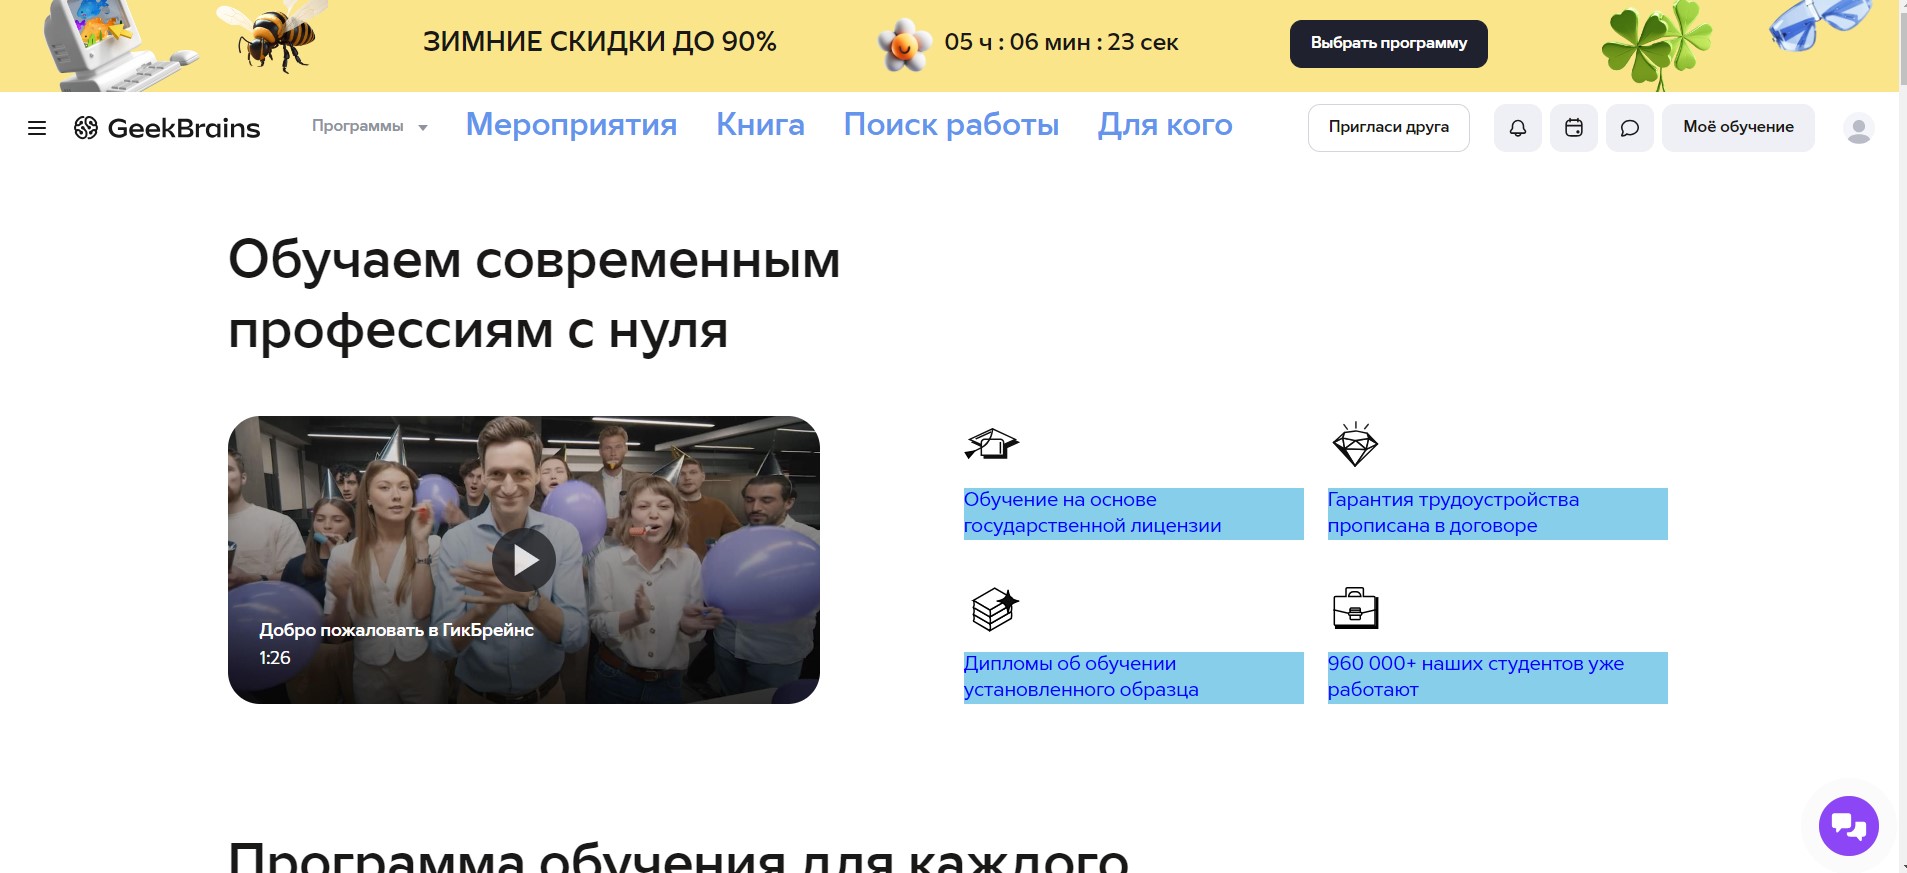 ЗИМНИЕ СКИДКИ ДО 90%
05 ч : 06 мин : 23 сек
Выбрать программу
GeekBrains
Программы
Мероприятия
Книга
Поиск работы
Для кого
Пригласи друга
Моё обучение
Обучаем современным
профессиям с нуля
Добро пожаловать в ГикБрейнс
1:26
Обучение на основе
государственной лицензии
Гарантия трудоустройства
прописана в договоре
Дипломы об обучении
установленного образца
960 000+ наших студентов уже
работают
Программа обучения для каждого